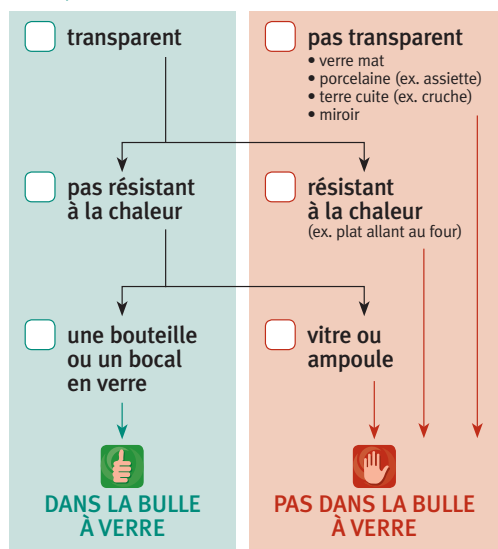 transparent
pas transparent
• verre mat
• porcelaine (ex. assiette)
• terre cuite (ex. cruche)
• miroir
pas résistant
à la chaleur
résistant
à la chaleur
(ex. plat allant au four)
une bouteille
ou un bocal
en verre
vitre ou
ampoule
DANS LA BULLE
À VERRE
PAS DANS LA BULLE
À VERRE